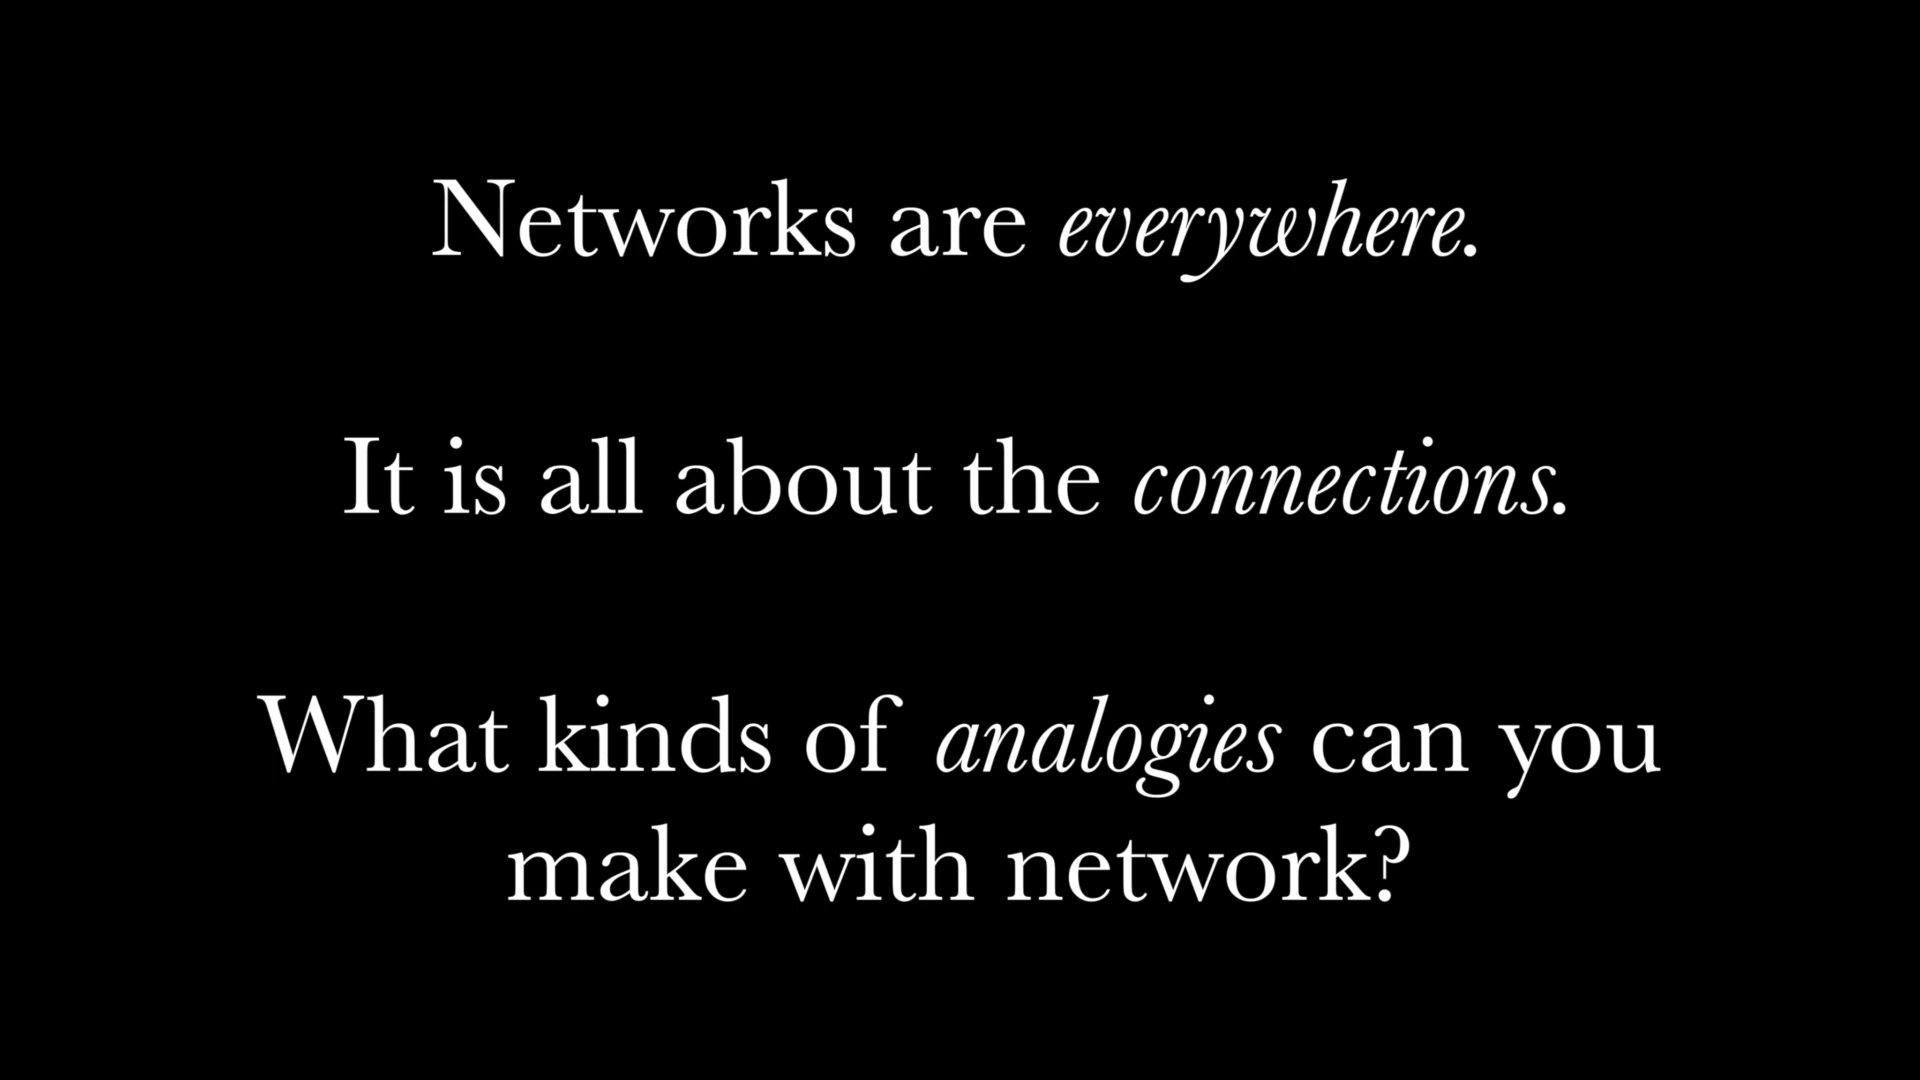 Networks are everywhere.
It is all about the connections.
What kinds of analogies can you
make with network?